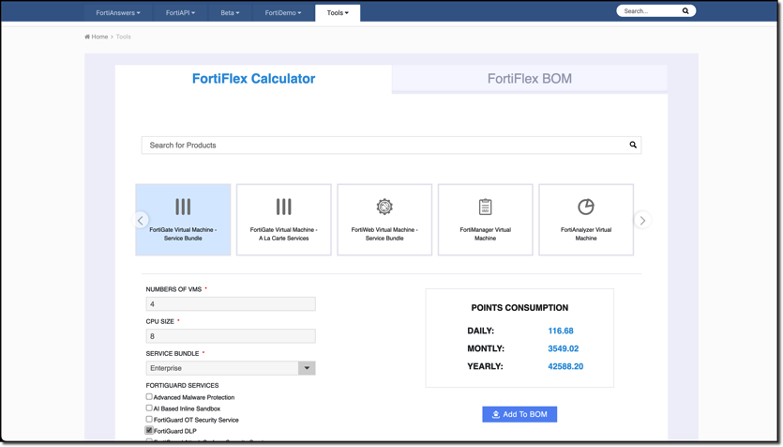 FortiAnswers FortiAPI Beta FortiDemo Tools Search...
Home > Tools
FortiFlex Calculator FortiFlex BOM
Search for Products
FortiGate Virtual Machine -
Service Bundle
FortiGate Virtual Machine -
A La Carte Services
FortiWeb Virtual Machine -
Service Bundle
FortiManager Virtual
Machine
FortiAnalyzer Virtual
Machine
NUMBERS OF VMS *
4
CPU SIZE *
8
SERVICE BUNDLE *
Enterprise
FORTIGUARD SERVICES
Advanced Malware Protection
AI Based Inline Sandbox
FortiGuard OT Security Service
FortiGuard DLP
POINTS CONSUMPTION
DAILY: 116.68
MONTLY: 3549.02
YEARLY: 42588.20
Add To BOM